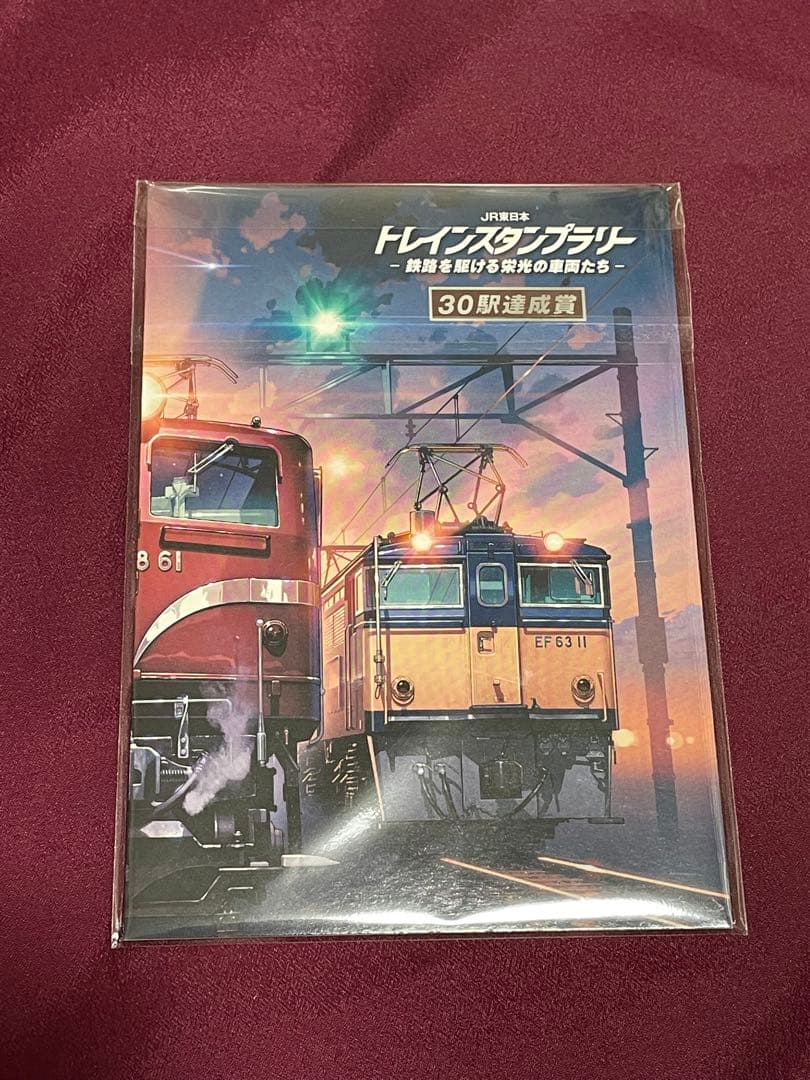 JR東日本
トレインスタンプラリー
- 鉄路を駆ける栄光の車両たち -
30駅達成賞
8 61
EF63 11